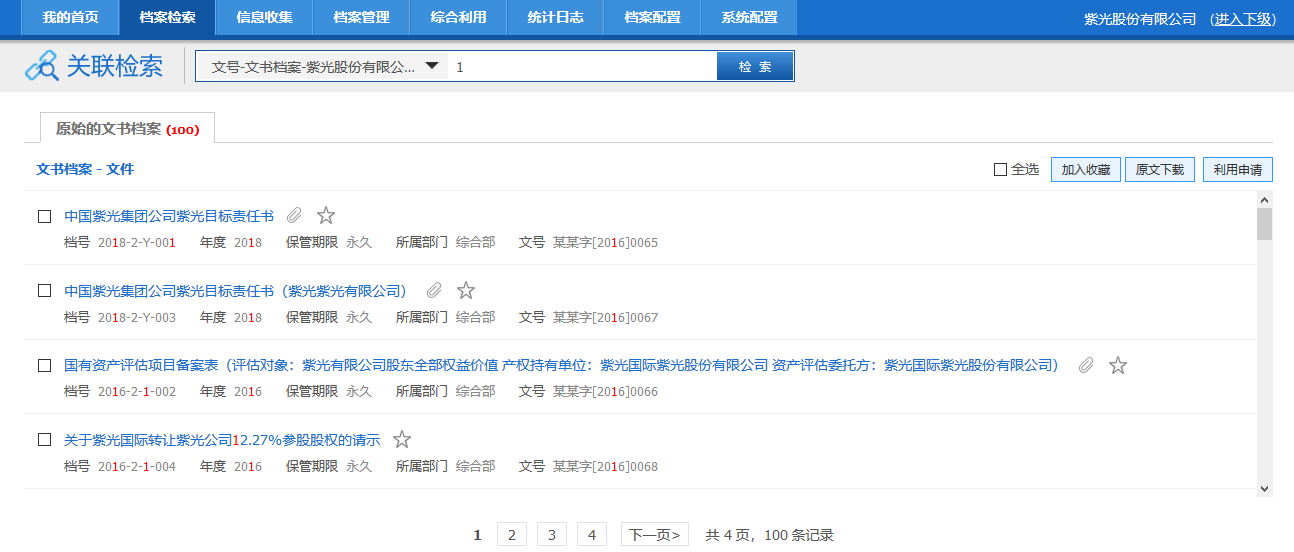 我的首页 档案检索 信息收集 档案管理 综合利用 统计日志 档案配置 系统配置 紫光股份有限公司 (进入下级)
关联检索 文号-文书档案-紫光股份有限公... 1 检 索
原始的文书档案 (100)
文书档案 - 文件 全选 加入收藏 原文下载 利用申请
中国紫光集团公司紫光目标责任书
档号 2018-2-Y-001 年度 2018 保管期限 永久 所属部门 综合部 文号 某某字[2016]0065
中国紫光集团公司紫光目标责任书（紫光紫光有限公司）
档号 2018-2-Y-003 年度 2018 保管期限 永久 所属部门 综合部 文号 某某字[2016]0067
国有资产评估项目备案表（评估对象：紫光有限公司股东全部权益价值 产权持有单位：紫光国际紫光股份有限公司 资产评估委托方：紫光国际紫光股份有限公司）
档号 2016-2-1-002 年度 2016 保管期限 永久 所属部门 综合部 文号 某某字[2016]0066
关于紫光国际转让紫光公司12.27%参股股权的请示
档号 2016-2-1-004 年度 2016 保管期限 永久 所属部门 综合部 文号 某某字[2016]0068
1 2 3 4 下一页> 共 4 页，100 条记录